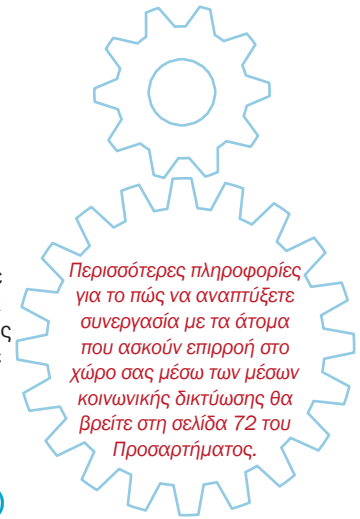 Περισσότερες πληροφορίες
για το πώς να αναπτύξετε
συνεργασία με τα άτομα
που ασκούν επιρροή στο
χώρο σας μέσω των μέσων
κοινωνικής δικτύωσης θα
βρείτε στη σελίδα 72 του
Προσαρτήματος.